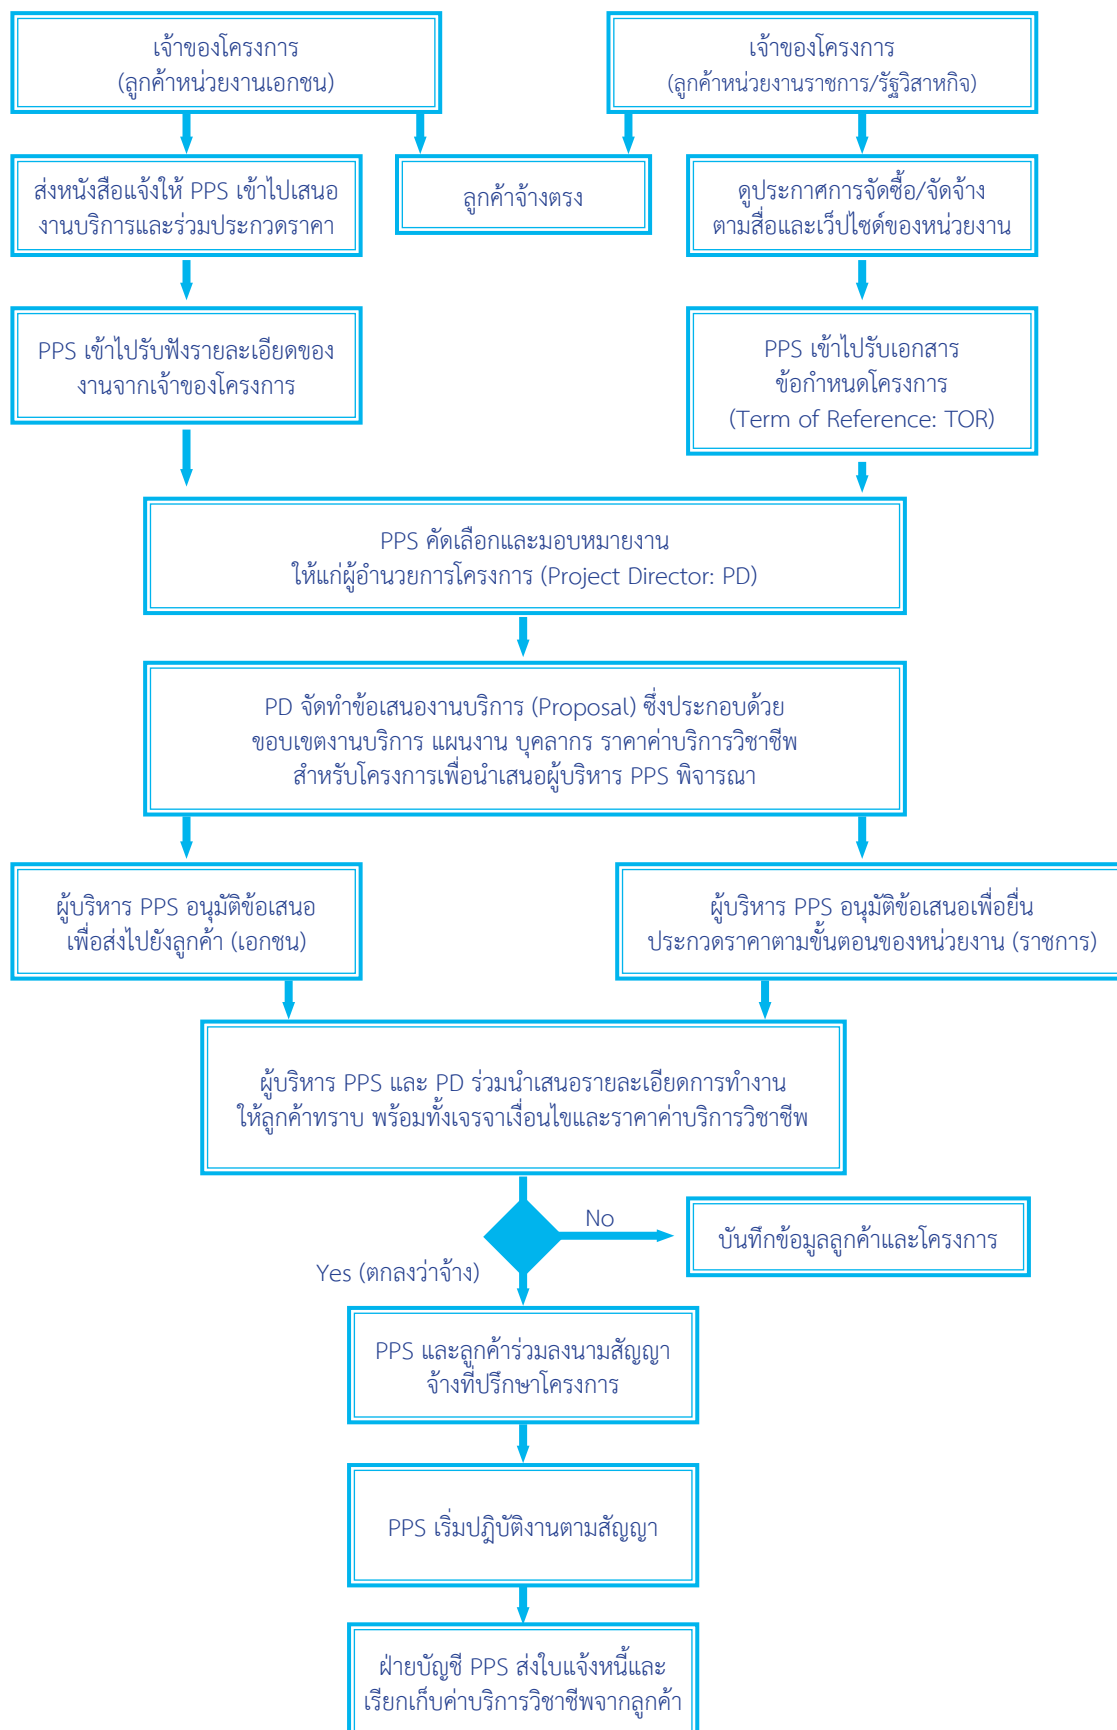 เจ้าของโครงการ
(ลูกค้าหน่วยงานเอกชน)
เจ้าของโครงการ
(ลูกค้าหน่วยงานราชการ/รัฐวิสาหกิจ)
ส่งหนังสือแจ้งให้ PPS เข้าไปเสนอ
งานบริการและร่วมประกวดราคา
ลูกค้าจ้างตรง
ดูประกาศการจัดซื้อ/จัดจ้าง
ตามสื่อและเว็ปไซด์ของหน่วยงาน
PPS เข้าไปรับฟังรายละเอียดของ
งานจากเจ้าของโครงการ
PPS เข้าไปรับเอกสาร
ข้อกำหนดโครงการ
(Term of Reference: TOR)
PPS คัดเลือกและมอบหมายงาน
ให้แก่ผู้อำนวยการโครงการ (Project Director: PD)
PD จัดทำข้อเสนองานบริการ (Proposal) ซึ่งประกอบด้วย
ขอบเขตงานบริการ แผนงาน บุคลากร ราคาค่าบริการวิชาชีพ
สำหรับโครงการเพื่อนำเสนอผู้บริหาร PPS พิจารณา
ผู้บริหาร PPS อนุมัติข้อเสนอ
เพื่อส่งไปยังลูกค้า (เอกชน)
ผู้บริหาร PPS อนุมัติข้อเสนอเพื่อยื่น
ประกวดราคาตามขั้นตอนของหน่วยงาน (ราชการ)
ผู้บริหาร PPS และ PD ร่วมนำเสนอรายละเอียดการทำงาน
ให้ลูกค้าทราบ พร้อมทั้งเจรจาเงื่อนไขและราคาค่าบริการวิชาชีพ
No
บันทึกข้อมูลลูกค้าและโครงการ
Yes (ตกลงว่าจ้าง)
PPS และลูกค้าร่วมลงนามสัญญา
จ้างที่ปรึกษาโครงการ
PPS เริ่มปฎิบัติงานตามสัญญา
ฝ่ายบัญชี PPS ส่งใบแจ้งหนี้และ
เรียกเก็บค่าบริการวิชาชีพจากลูกค้า